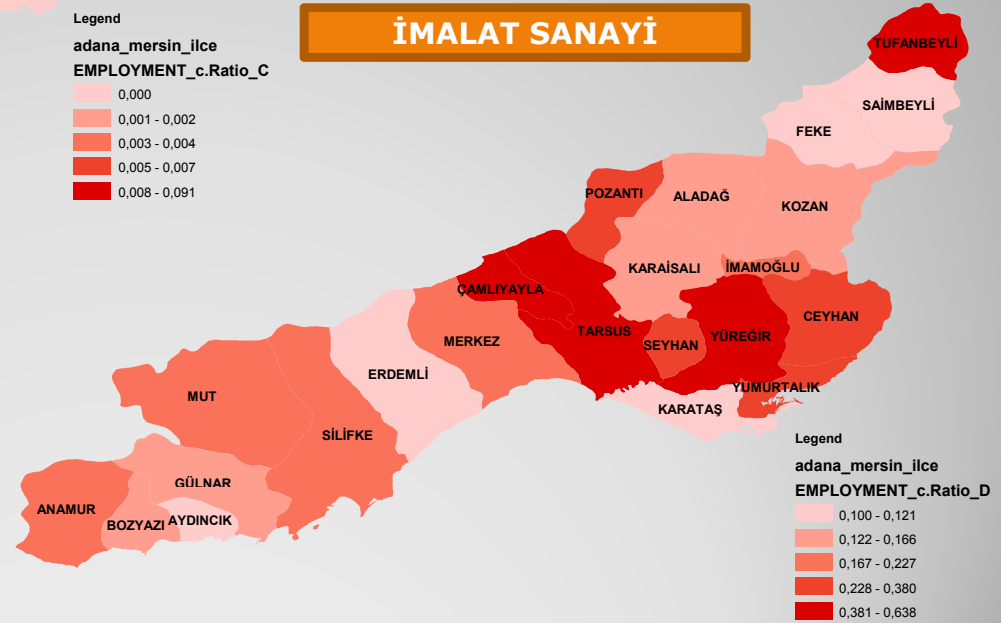 İMALAT SANAYİ
Legend
adana_mersin_ilce
EMPLOYMENT_c.Ratio_C
0,000
0,001 - 0,002
0,003 - 0,004
0,005 - 0,007
0,008 - 0,091
TUFANBEYLİ
SAİMBEYLİ
FEKE
POZANTI
ALADAĞ
KOZAN
KARAİSALI
İMAMOĞLU
ÇAMLIYAYLA
CEYHAN
TARSUS
YÜREĞİR
MERKEZ
SEYHAN
ERDEMLİ
YUMURTALIK
MUT
KARATAŞ
SİLİFKE
GÜLNAR
ANAMUR
BOZYAZI
AYDINCIK
Legend
adana_mersin_ilce
EMPLOYMENT_c.Ratio_D
0,100 - 0,121
0,122 - 0,166
0,167 - 0,227
0,228 - 0,380
0,381 - 0,638